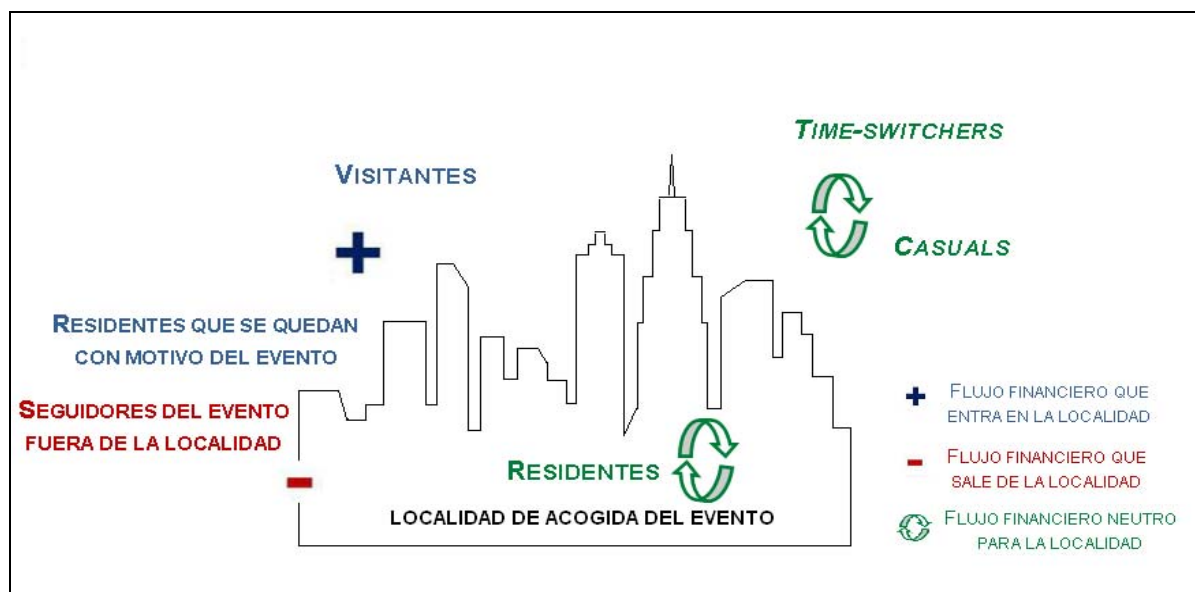 TIME-SWITCHERS
VISITANTES
CASUALS
RESIDENTES QUE SE QUEDAN
CON MOTIVO DEL EVENTO
SEGUIDORES DEL EVENTO
FUERA DE LA LOCALIDAD
RESIDENTES
LOCALIDAD DE ACOGIDA DEL EVENTO
FLUJO FINANCIERO QUE
ENTRA EN LA LOCALIDAD
FLUJO FINANCIERO QUE
SALE DE LA LOCALIDAD
FLUJO FINANCIERO NEUTRO
PARA LA LOCALIDAD